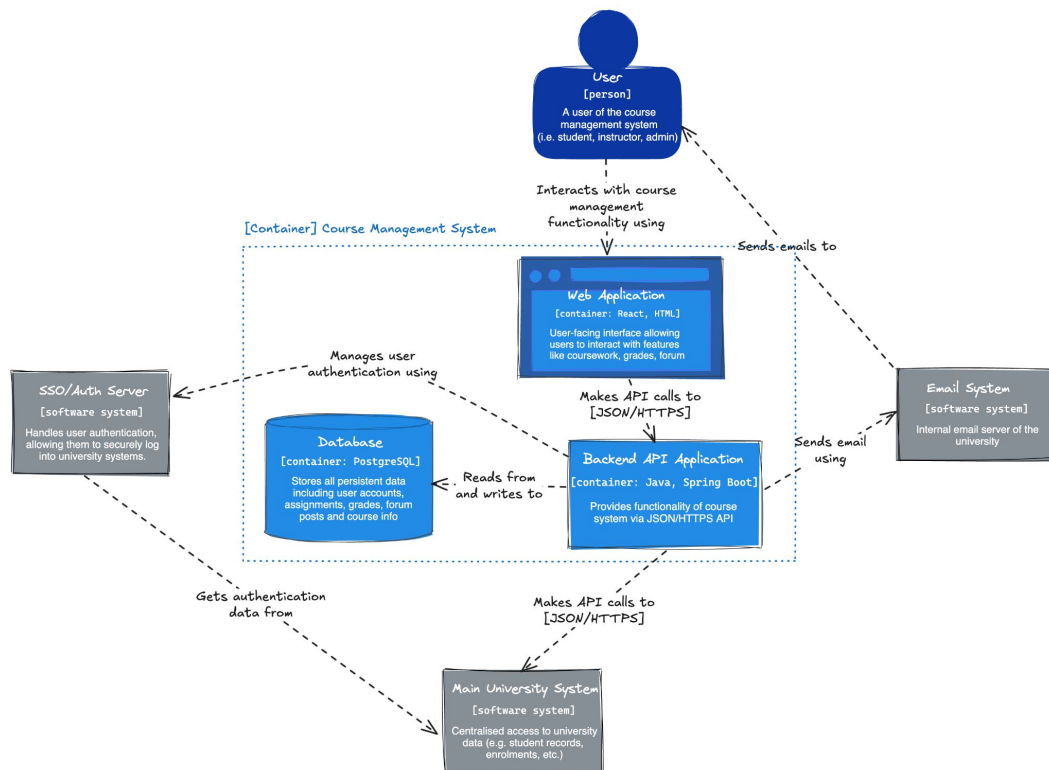 User
[person]
A user of the course
management system
(i.e. student, instructor, admin)
Interacts with course
management
functionality using
[Container] Course Management System
Sends emails to
Web Application
[container: React, HTML]
User-facing interface allowing
users to interact with features
like coursework, grades, forum
Manages user
authentication using
SSO/Auth Server
[software system]
Handles user authentication,
allowing them to securely log
into university systems.
Makes API calls to
[JSON/HTTPS]
Email System
[software system]
Internal email server of the
university
Database
[container: PostgreSQL]
Stores all persistent data
including user accounts,
assignments, grades, forum
posts and course info
Reads from
and writes to
Backend API Application
[container: Java, Spring Boot]
Provides functionality of course
system via JSON/HTTPS API
Sends email
using
Gets authentication
data from
Makes API calls to
[JSON/HTTPS]
Main University System
[software system]
Centralised access to university
data (e.g. student records,
enrolments, etc.)